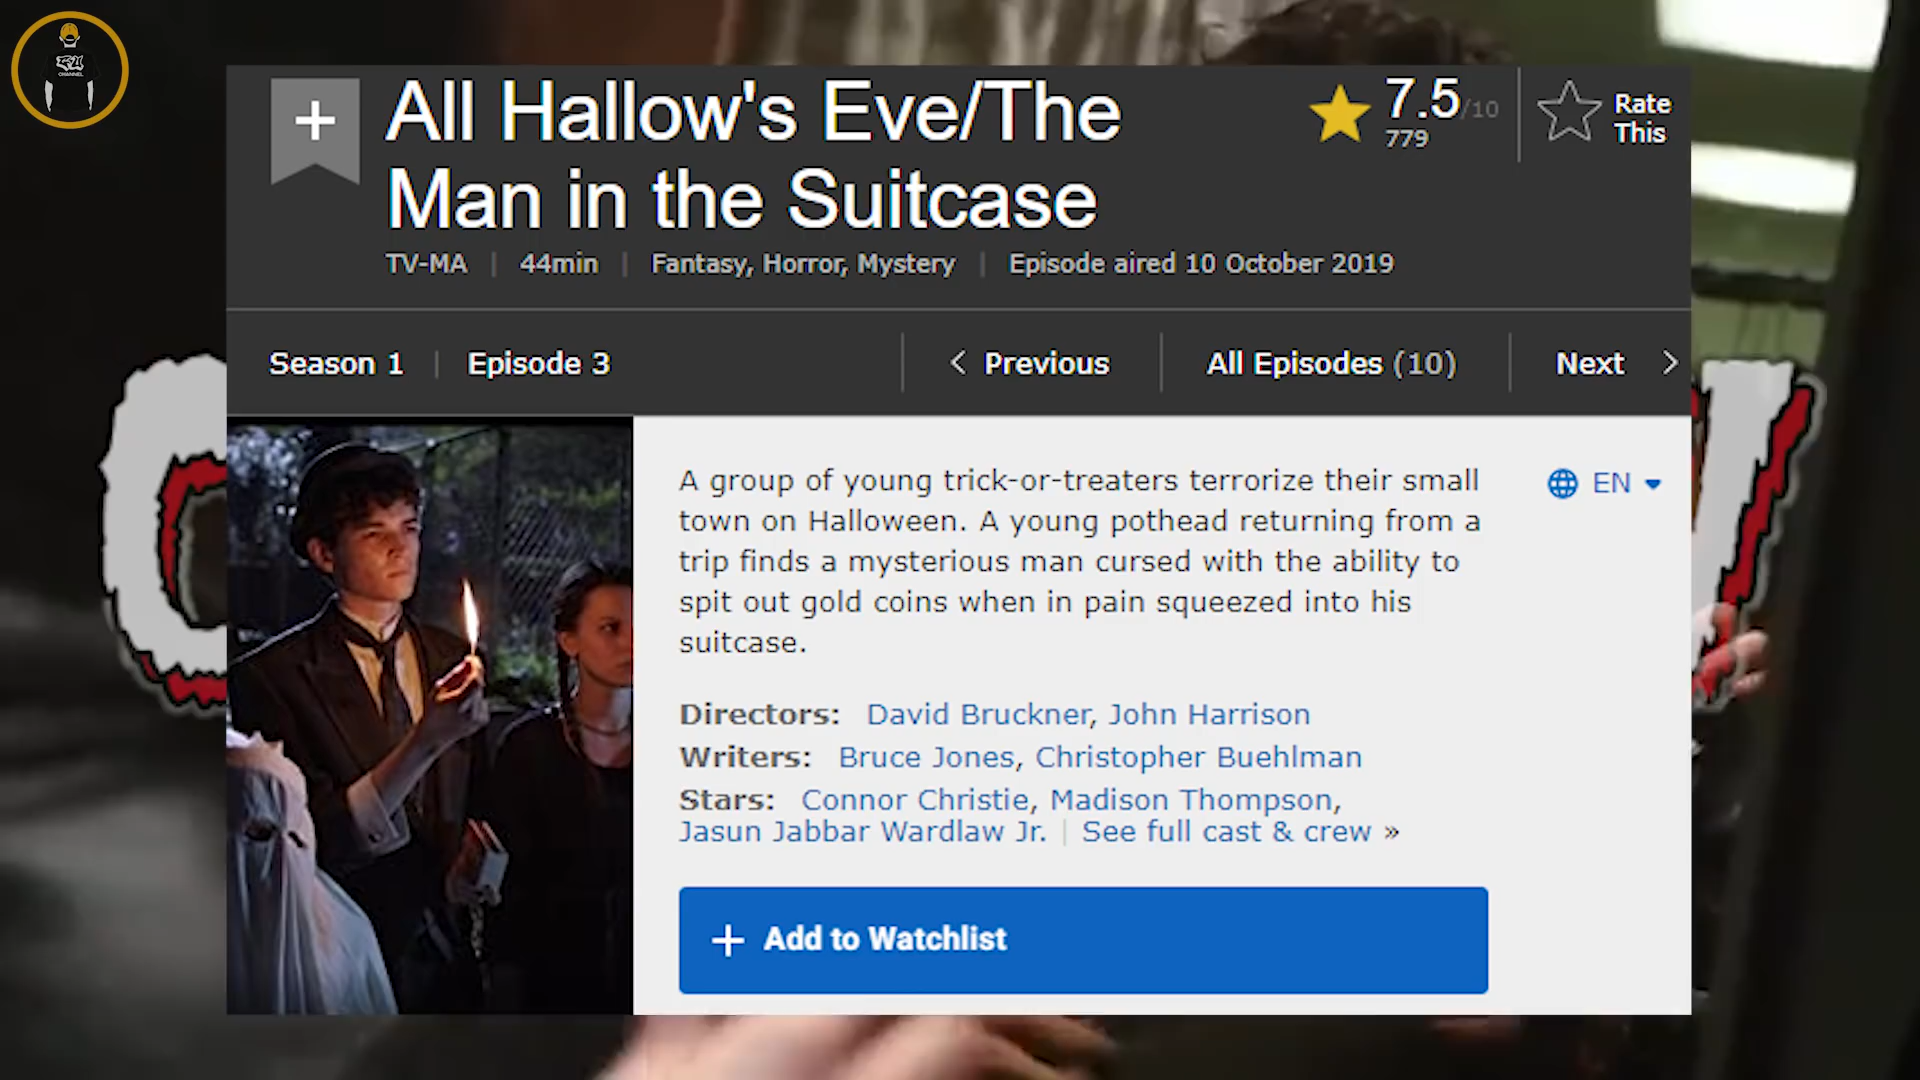 CHANNEL
All Hallow's Eve/The
Man in the Suitcase
7.5/10
779
Rate
This
TV-MA | 44min | Fantasy, Horror, Mystery | Episode aired 10 October 2019
Season 1 | Episode 3
Previous
All Episodes (10)
Next
A group of young trick-or-treaters terrorize their small
town on Halloween. A young pothead returning from a
trip finds a mysterious man cursed with the ability to
spit out gold coins when in pain squeezed into his
suitcase.
EN
Directors: David Bruckner, John Harrison
Writers: Bruce Jones, Christopher Buehlman
Stars: Connor Christie, Madison Thompson,
Jasun Jabbar Wardlaw Jr. | See full cast & crew »
+ Add to Watchlist